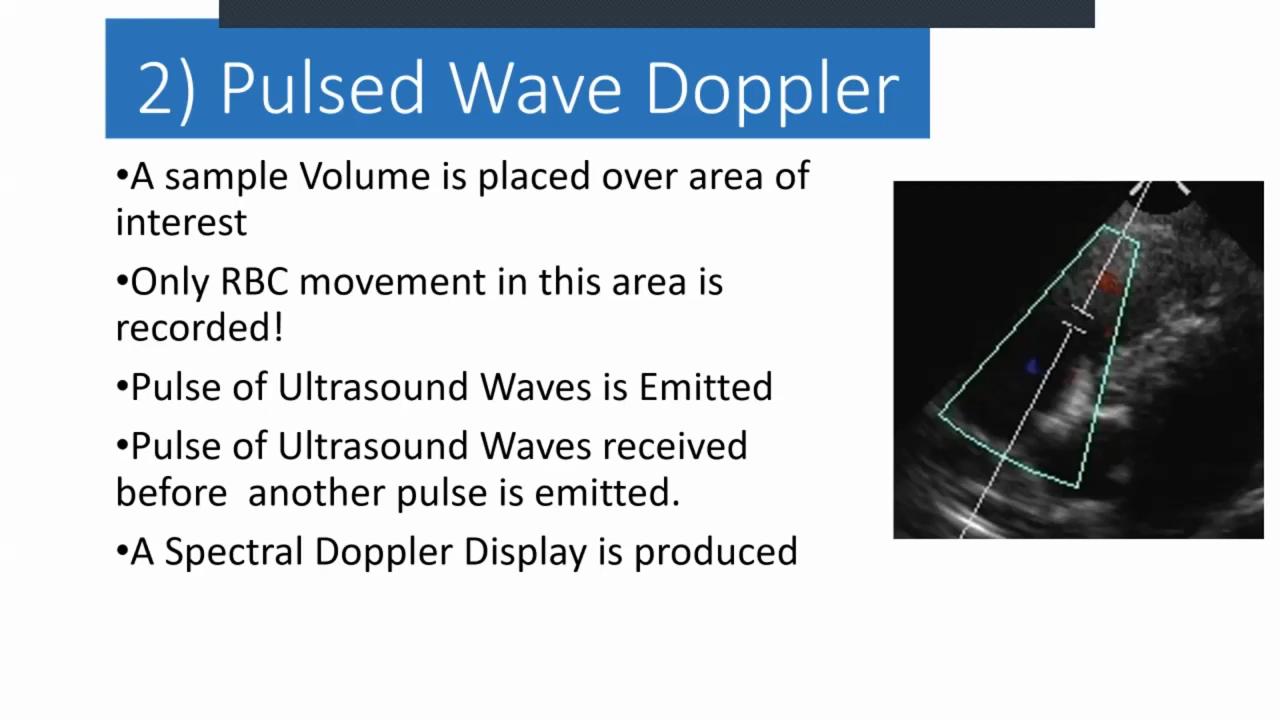 2) Pulsed Wave Doppler
•A sample Volume is placed over area of
interest
•Only RBC movement in this area is
recorded!
•Pulse of Ultrasound Waves is Emitted
•Pulse of Ultrasound Waves received
before  another pulse is emitted.
•A Spectral Doppler Display is produced